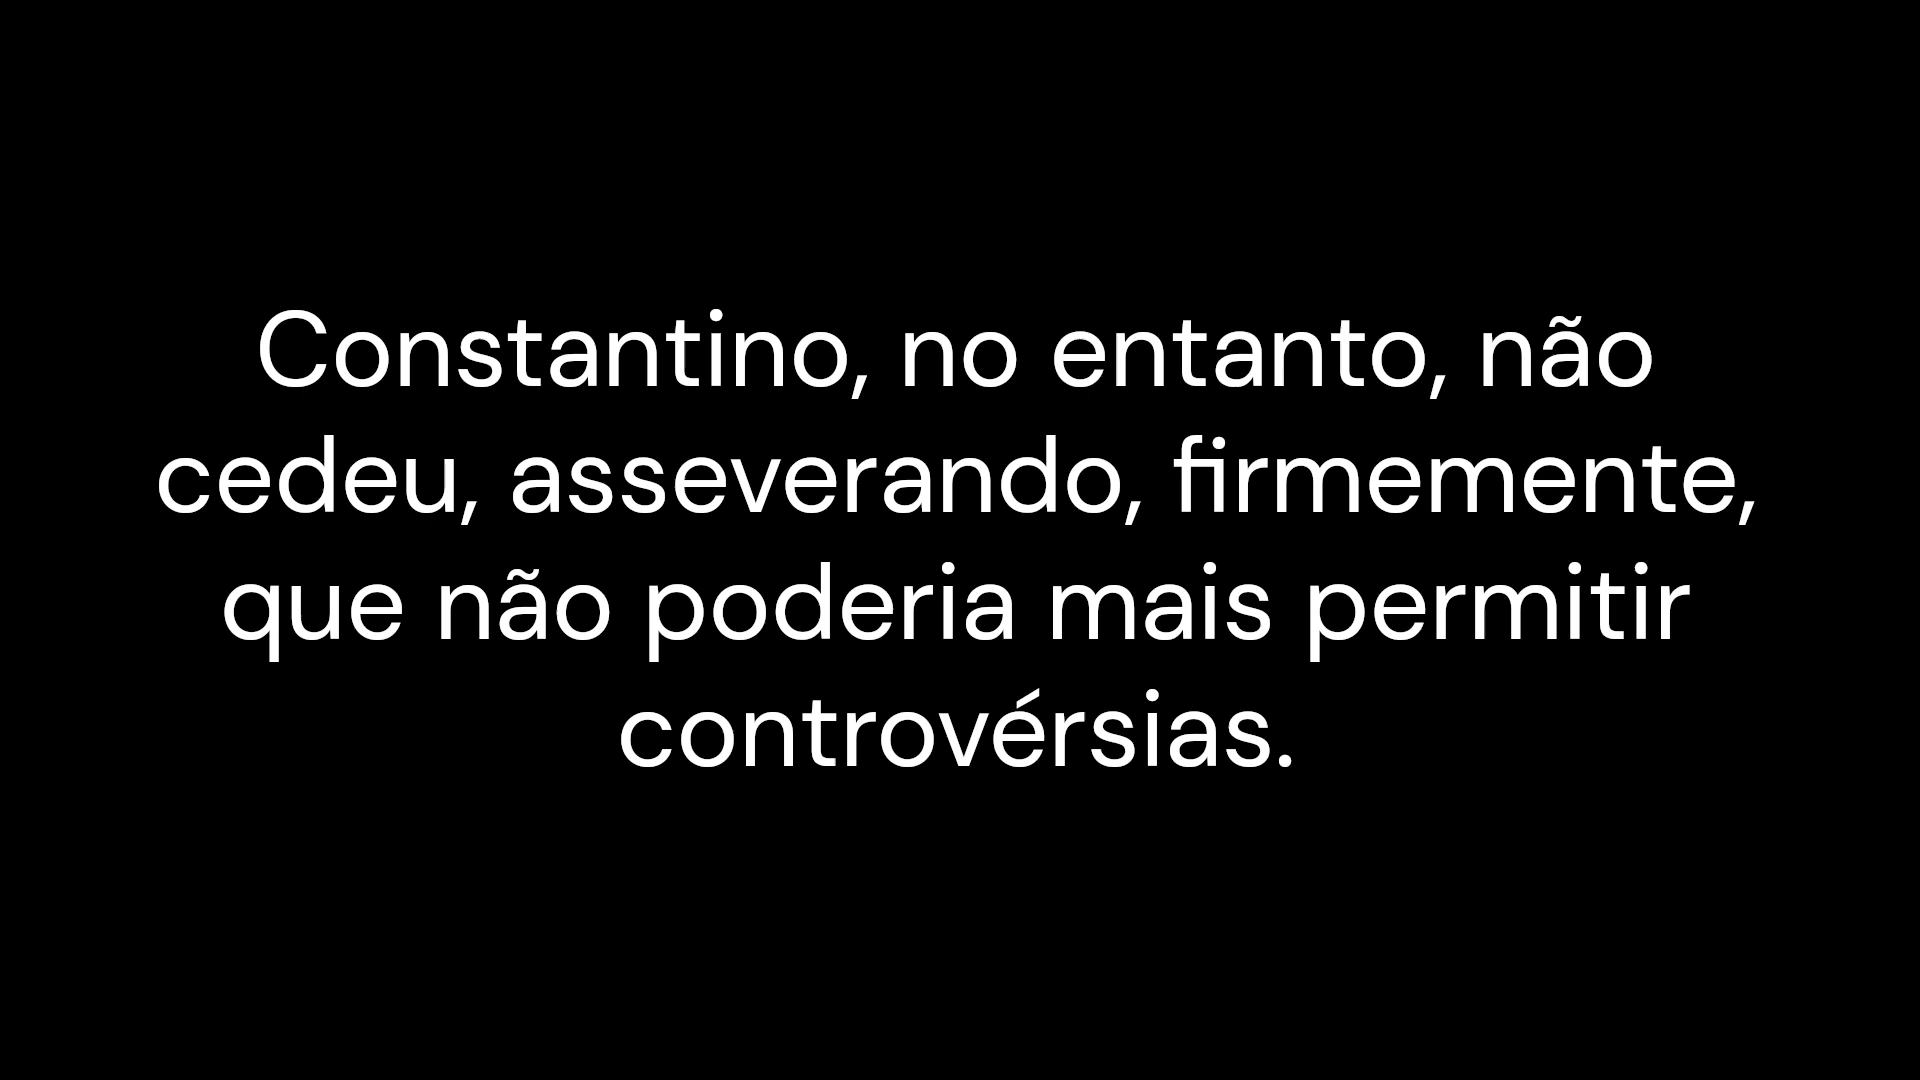 Constantino, no entanto, não
cedeu, asseverando, firmemente,
que não poderia mais permitir
controvérsias.